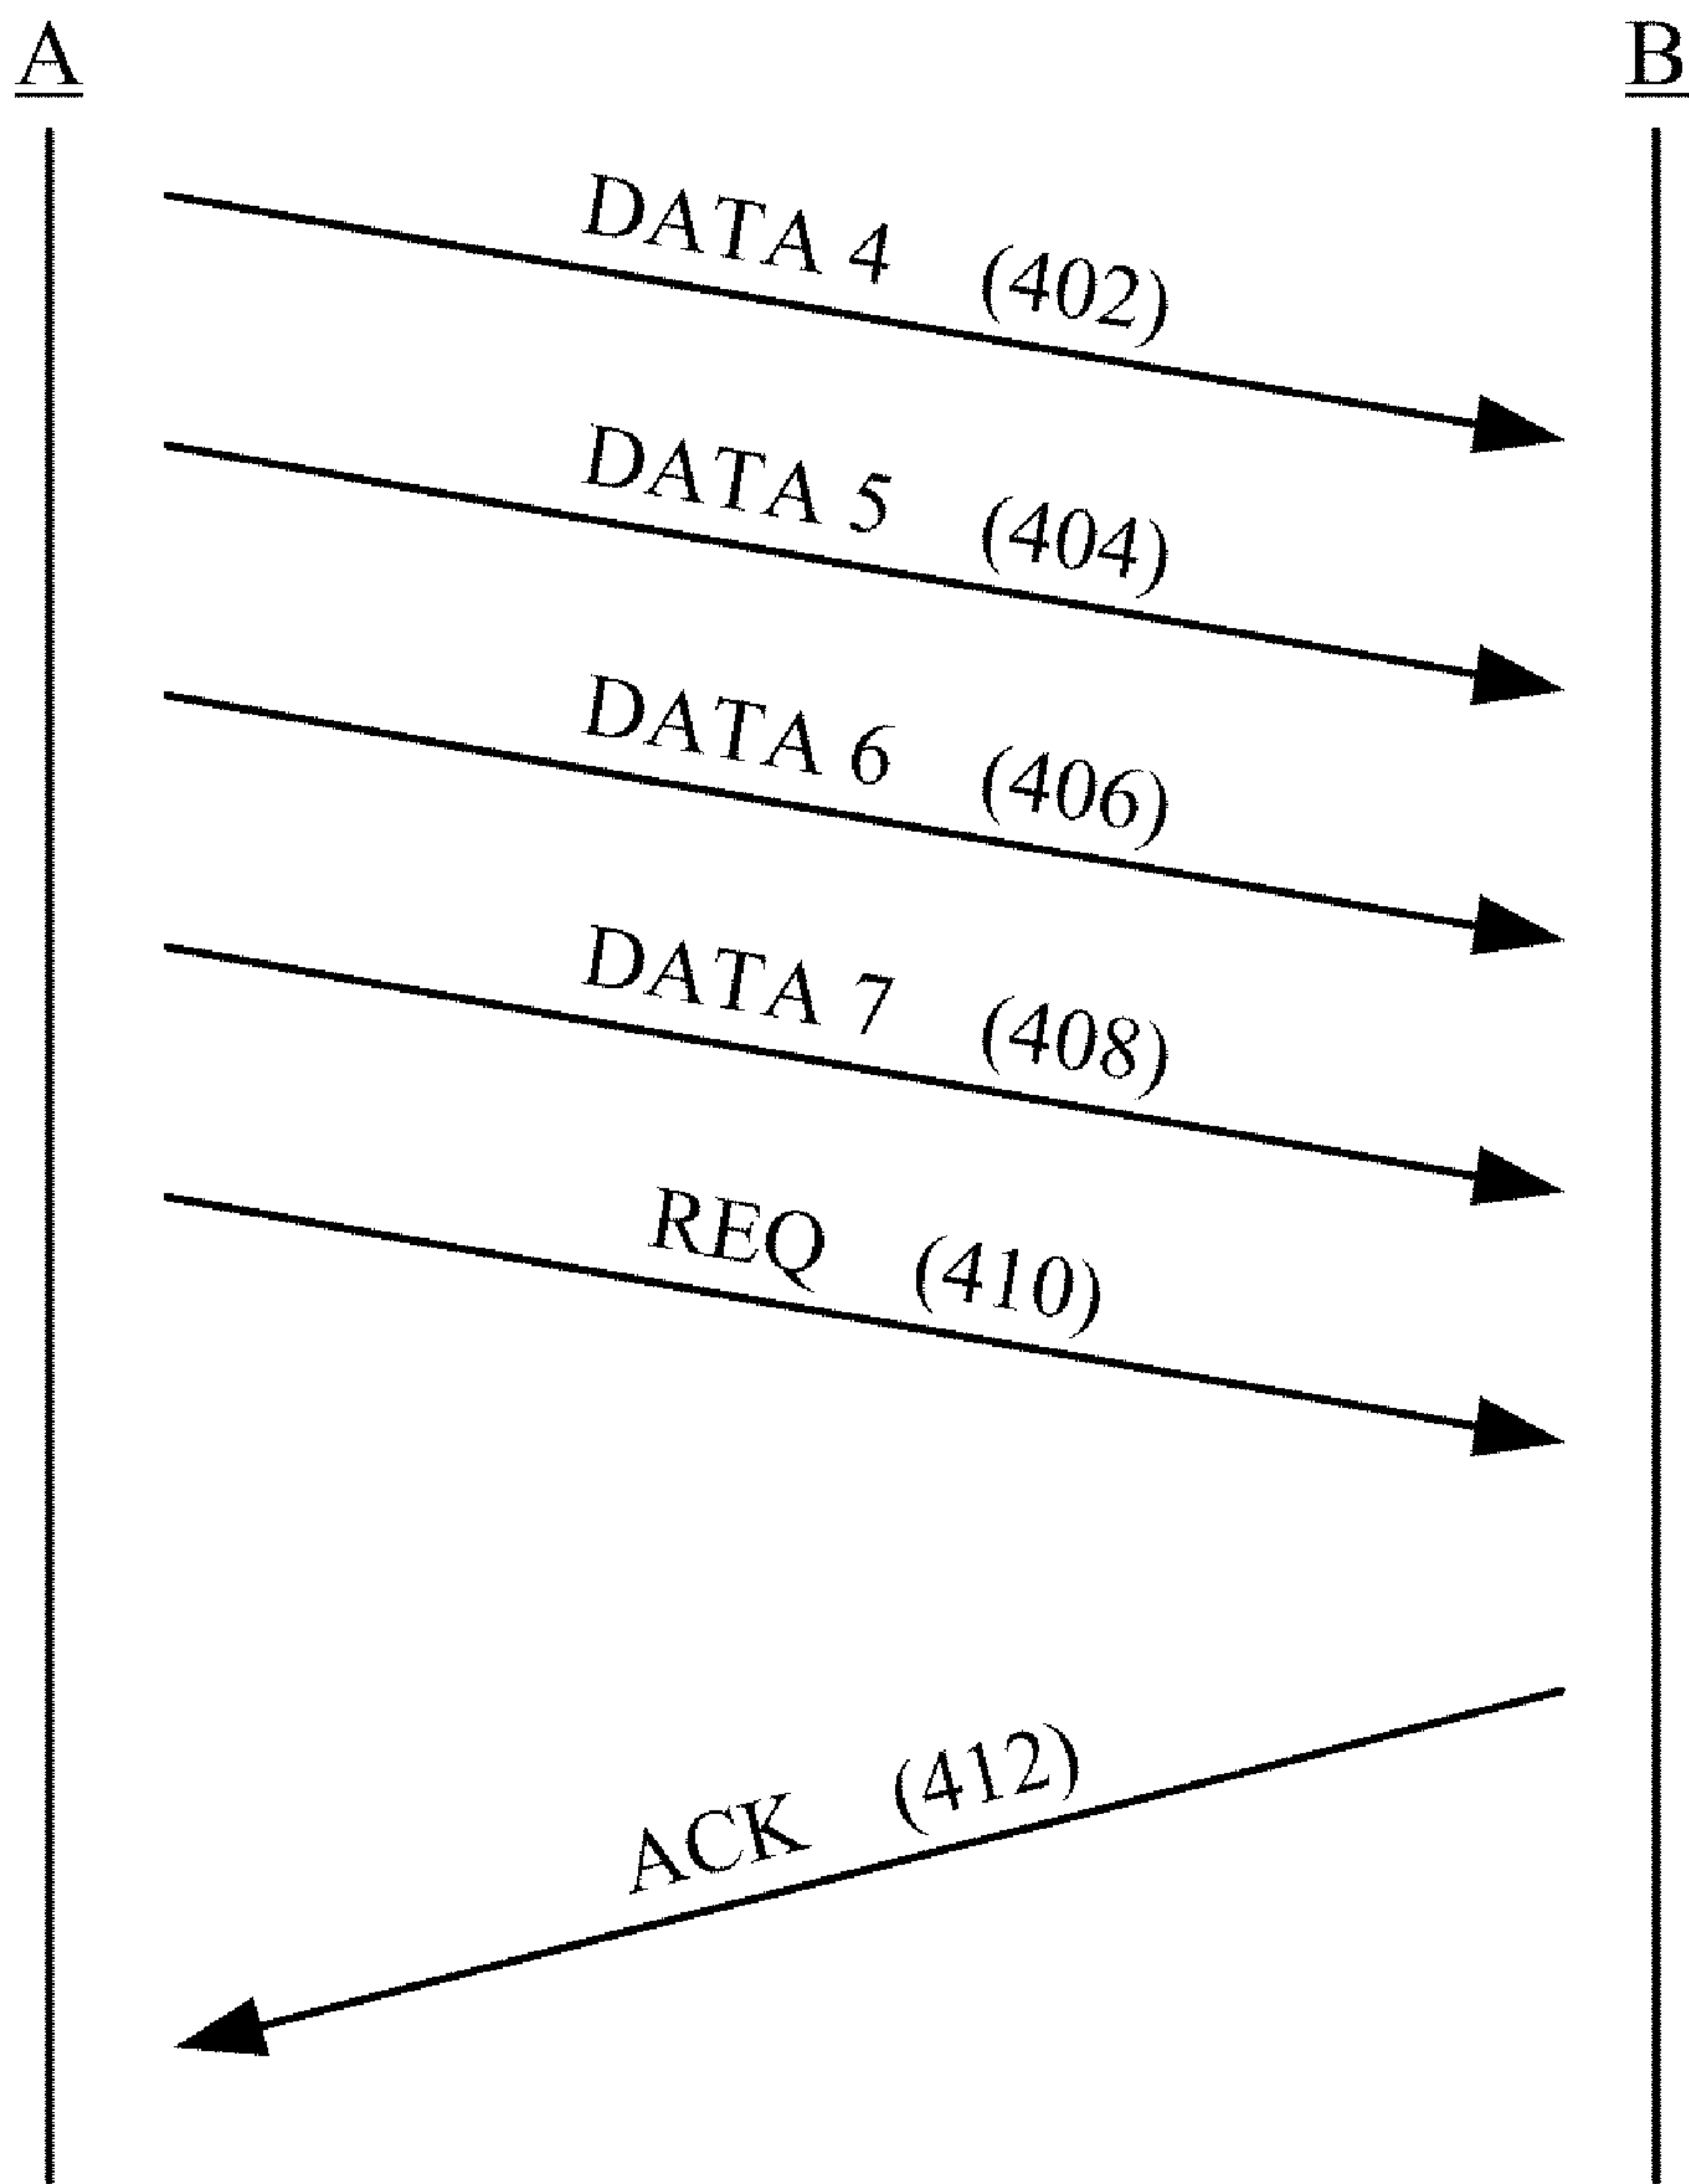 A B
DATA 4 (402)
DATA 5 (404)
DATA 6 (406)
DATA 7 (408)
REQ (410)
ACK (412)